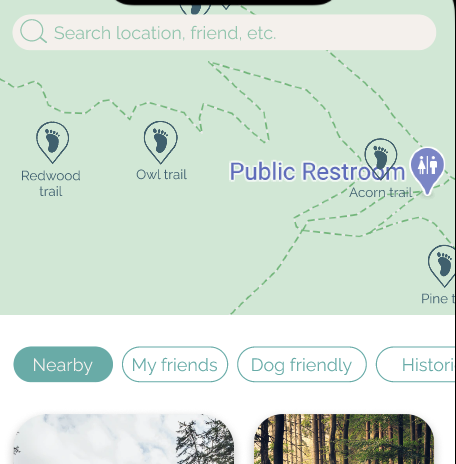 Search location, friend, etc.
Redwood
trail
Owl trail
Public Restroom
Acorn trail
Pine t
Nearby
My friends
Dog friendly
Histori